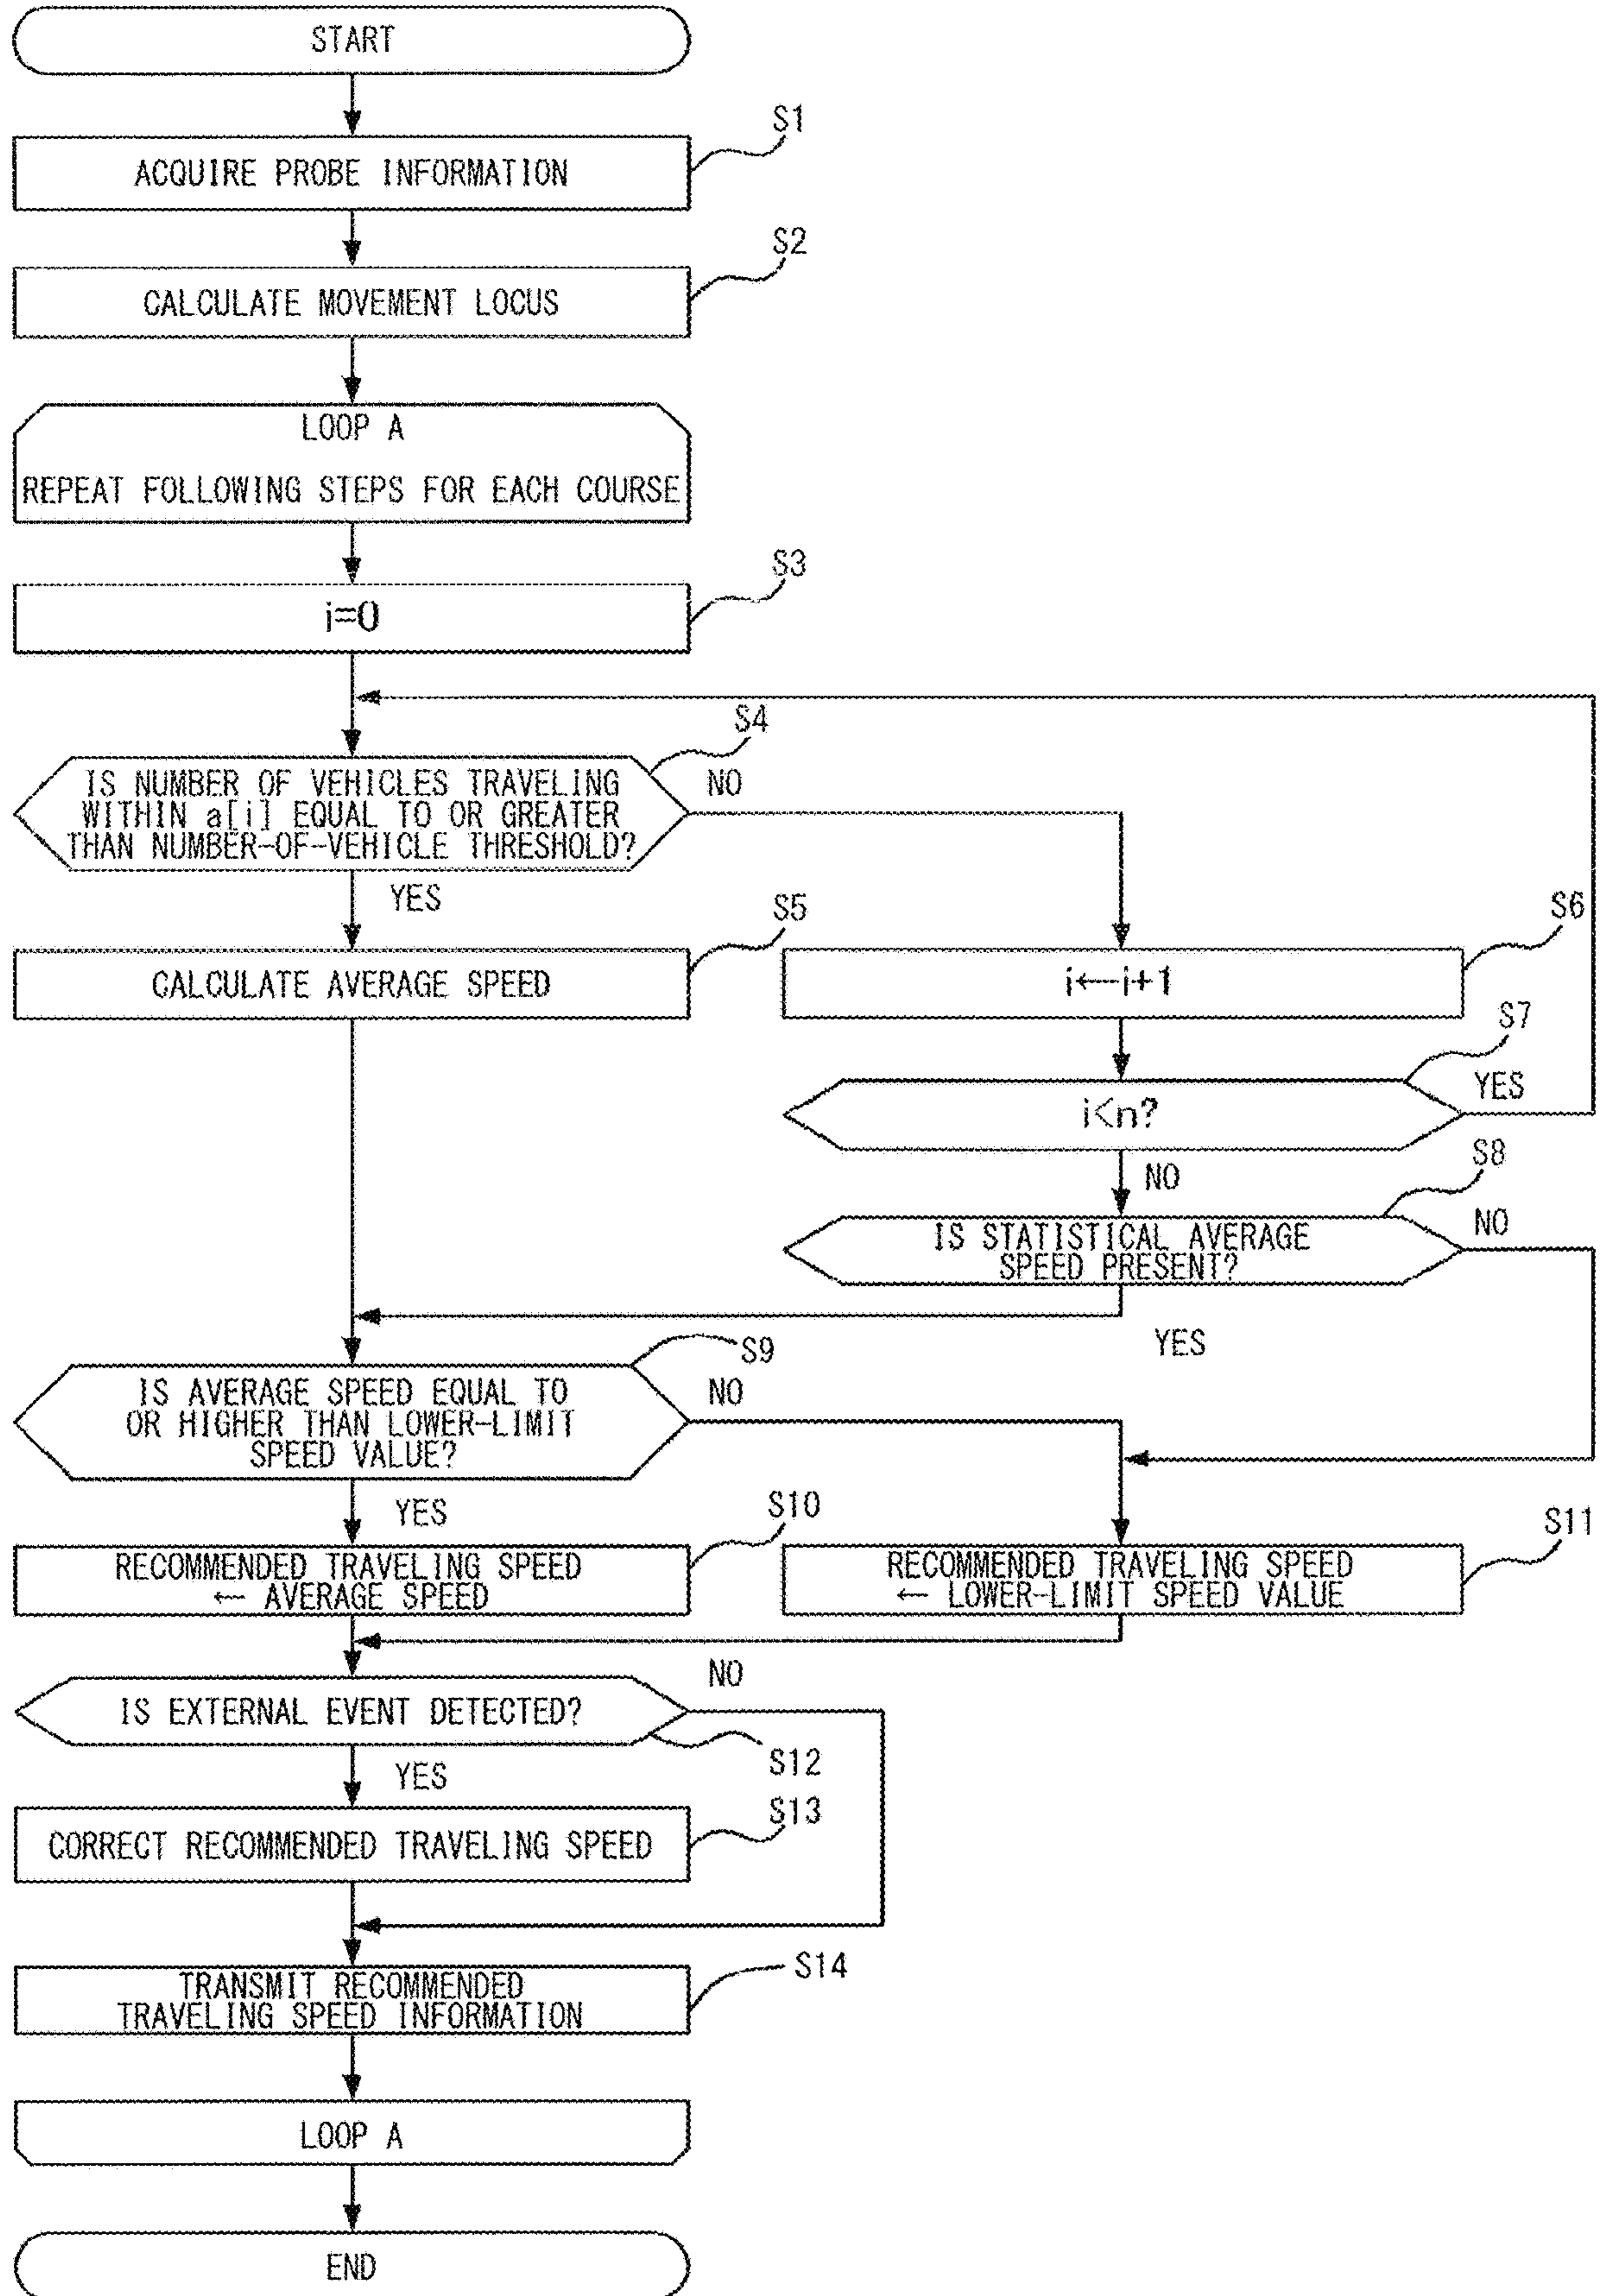 START
S1
ACQUIRE PROBE INFORMATION
S2
CALCULATE MOVEMENT LOCUS
LOOP A
REPEAT FOLLOWING STEPS FOR EACH COURSE
S3
i=0
S4
IS NUMBER OF VEHICLES TRAVELING
WITHIN a[i] EQUAL TO OR GREATER
THAN NUMBER-OF-VEHICLE THRESHOLD?
NO
YES
S5
CALCULATE AVERAGE SPEED
S6
i←i+1
S7
i<n?
YES
NO
S8
IS STATISTICAL AVERAGE
SPEED PRESENT?
NO
YES
S9
IS AVERAGE SPEED EQUAL TO
OR HIGHER THAN LOWER-LIMIT
SPEED VALUE?
NO
YES
S10
RECOMMENDED TRAVELING SPEED
← AVERAGE SPEED
S11
RECOMMENDED TRAVELING SPEED
← LOWER-LIMIT SPEED VALUE
NO
IS EXTERNAL EVENT DETECTED?
S12
YES
S13
CORRECT RECOMMENDED TRAVELING SPEED
S14
TRANSMIT RECOMMENDED
TRAVELING SPEED INFORMATION
LOOP A
END